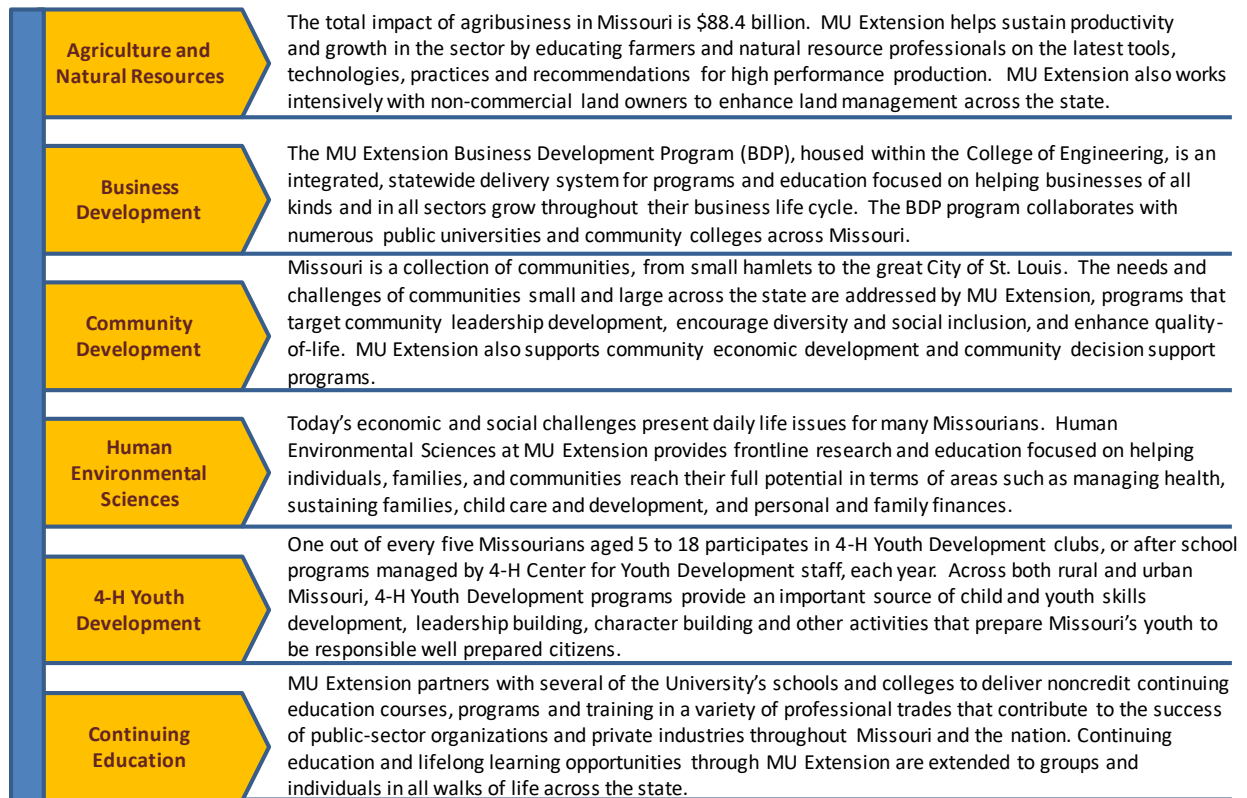 Agriculture and
Natural Resources
The total impact of agribusiness in Missouri is $88.4 billion. MU Extension helps sustain productivity
and growth in the sector by educating farmers and natural resource professionals on the latest tools,
technologies, practices and recommendations for high performance production. MU Extension also works
intensively with non-commercial land owners to enhance land management across the state.
Business
Development
The MU Extension Business Development Program (BDP), housed within the College of Engineering, is an
integrated, statewide delivery system for programs and education focused on helping businesses of all
kinds and in all sectors grow throughout their business life cycle. The BDP program collaborates with
numerous public universities and community colleges across Missouri.
Community
Development
Missouri is a collection of communities, from small hamlets to the great City of St. Louis. The needs and
challenges of communities small and large across the state are addressed by MU Extension, programs that
target community leadership development, encourage diversity and social inclusion, and enhance quality-
of-life. MU Extension also supports community economic development and community decision support
programs.
Human
Environmental
Sciences
Today's economic and social challenges present daily life issues for many Missourians. Human
Environmental Sciences at MU Extension provides frontline research and education focused on helping
individuals, families, and communities reach their full potential in terms of areas such as managing health,
sustaining families, child care and development, and personal and family finances.
4-H Youth
Development
One out of every five Missourians aged 5 to 18 participates in 4-H Youth Development clubs, or after school
programs managed by 4-H Center for Youth Development staff, each year. Across both rural and urban
Missouri, 4-H Youth Development programs provide an important source of child and youth skills
development, leadership building, character building and other activities that prepare Missouri's youth to
be responsible well prepared citizens.
Continuing
Education
MU Extension partners with several of the University's schools and colleges to deliver noncredit continuing
education courses, programs and training in a variety of professional trades that contribute to the success
of public-sector organizations and private industries throughout Missouri and the nation. Continuing
education and lifelong learning opportunities through MU Extension are extended to groups and
individuals in all walks of life across the state.